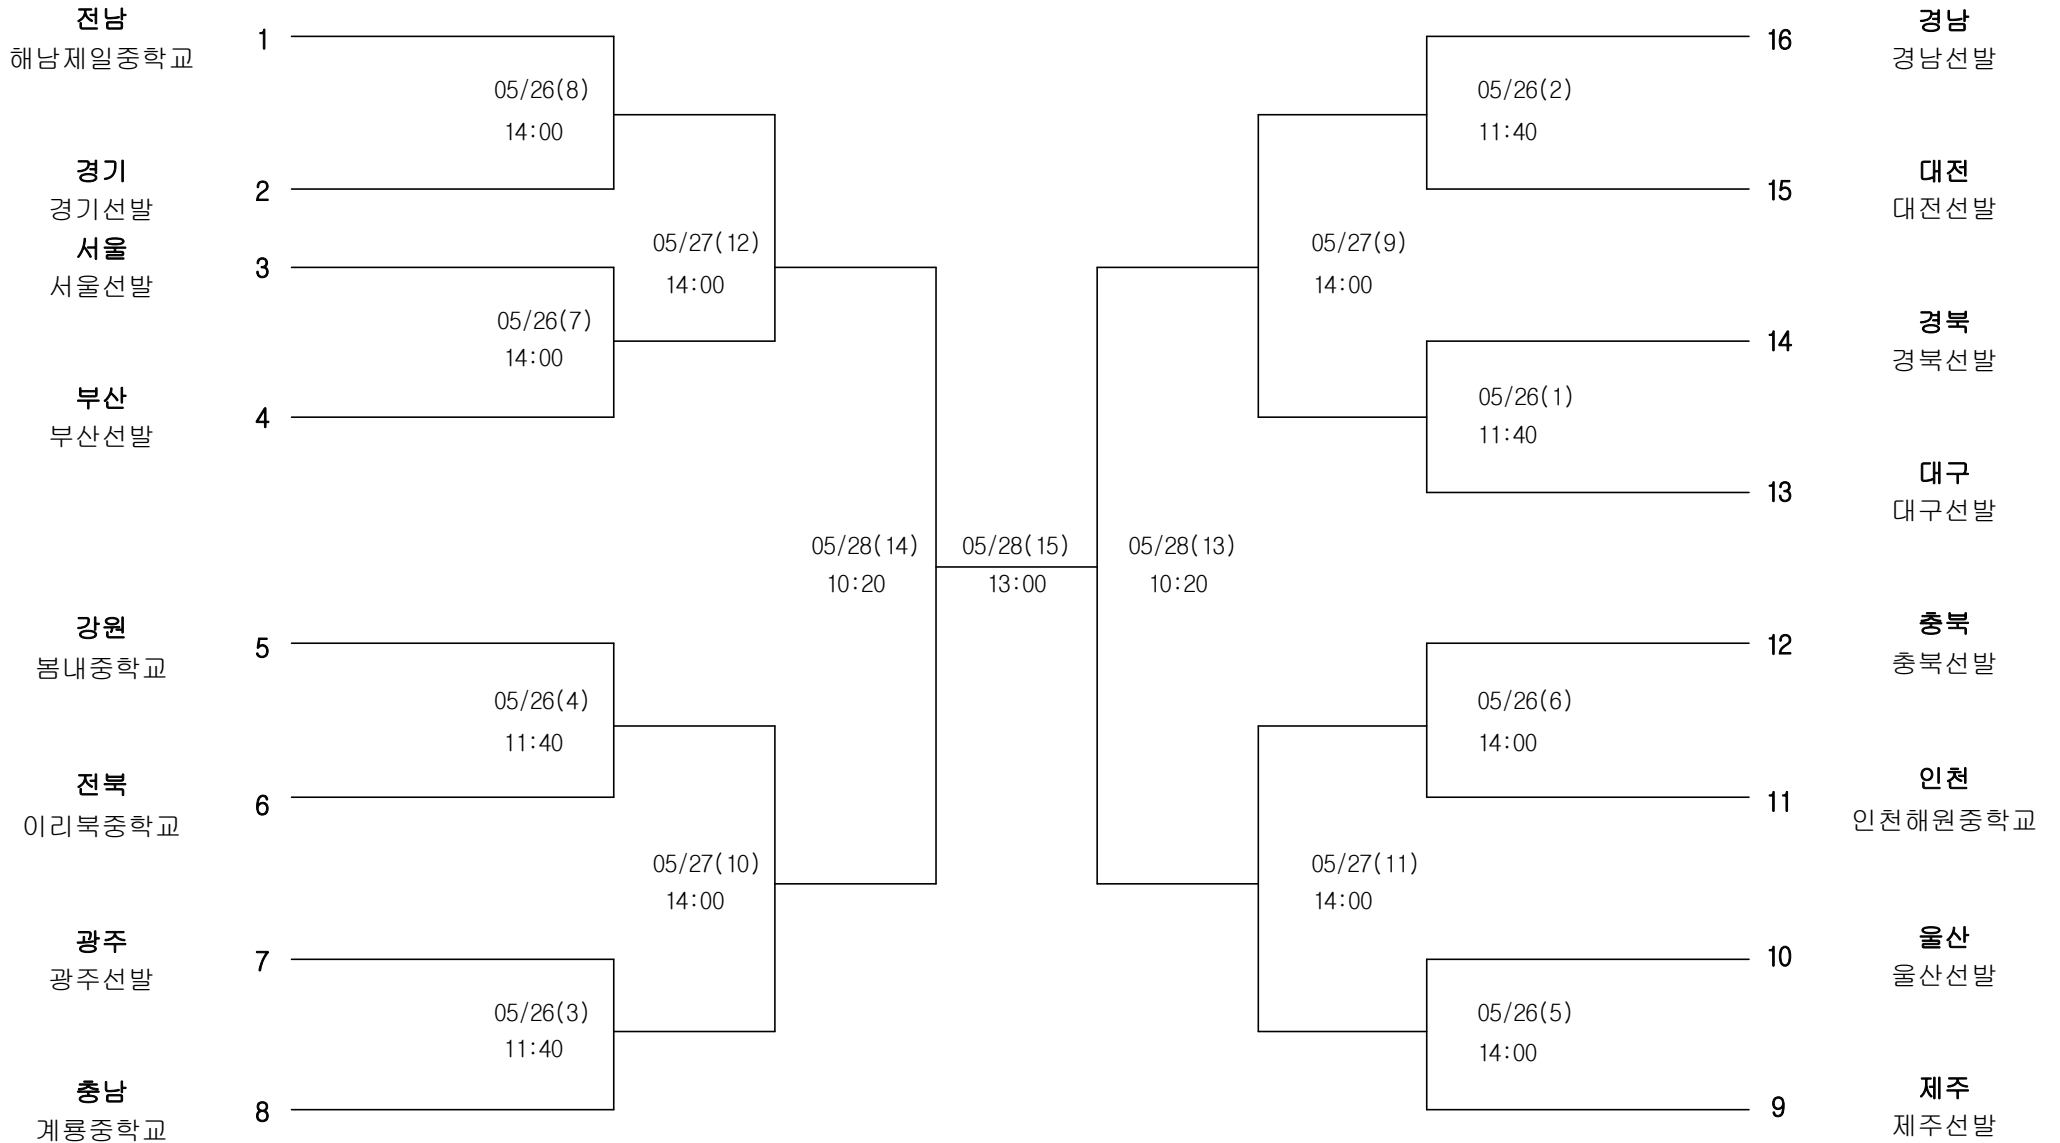 전남
해남제일중학교
1
05/26(8)
14:00
경기
경기선발
2
서울
서울선발
3
05/27(12)
14:00
05/26(7)
14:00
부산
부산선발
4
05/28(14)
10:20
05/28(15)
13:00
05/28(13)
10:20
강원
봄내중학교
5
05/26(4)
11:40
전북
이리북중학교
6
05/27(10)
14:00
광주
광주선발
7
05/26(3)
11:40
충남
계룡중학교
8
16
경남
경남선발
05/26(2)
11:40
15
대전
대전선발
05/27(9)
14:00
14
경북
경북선발
05/26(1)
11:40
13
대구
대구선발
12
충북
충북선발
05/26(6)
14:00
11
인천
인천해원중학교
05/27(11)
14:00
10
울산
울산선발
05/26(5)
14:00
9
제주
제주선발